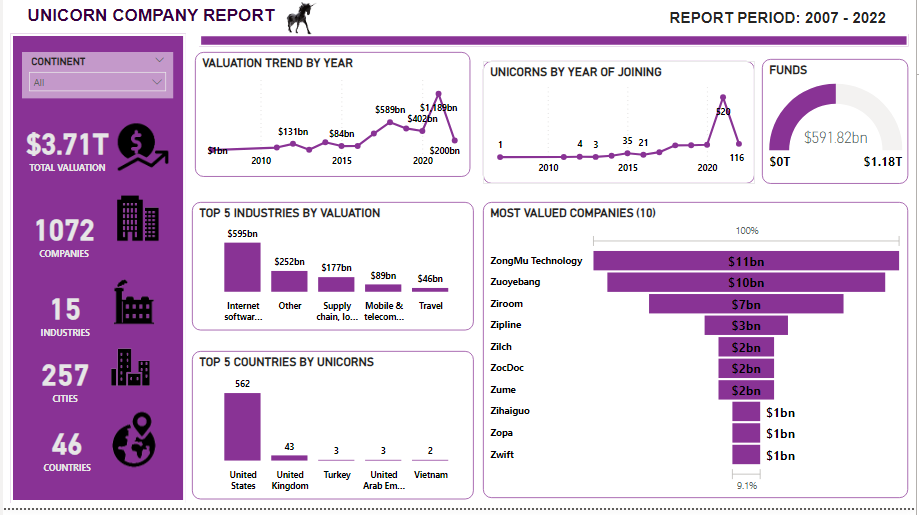 UNICORN COMPANY REPORT
REPORT PERIOD: 2007 - 2022
CONTINENT
All
$3.71T
TOTAL VALUATION
1072
COMPANIES
15
INDUSTRIES
257
CITIES
46
COUNTRIES
VALUATION TREND BY YEAR
$1bn
$131bn
$84bn
$589bn
$402bn
$1,189bn
$200bn
2010
2015
2020
UNICORNS BY YEAR OF JOINING
1
4
3
35
21
520
116
2010
2015
2020
FUNDS
$591.82bn
$0T
$1.18T
TOP 5 INDUSTRIES BY VALUATION
$595bn
$252bn
$177bn
$89bn
$46bn
Internet softwar...
Other
Supply chain, lo...
Mobile & telecom...
Travel
TOP 5 COUNTRIES BY UNICORNS
562
43
3
3
2
United States
United Kingdom
Turkey
United Arab Em...
Vietnam
MOST VALUED COMPANIES (10)
100%
ZongMu Technology $11bn
Zuoyebang $10bn
Ziroom $7bn
Zipline $3bn
Zilch $2bn
ZocDoc $2bn
Zume $2bn
Zihaiguo $1bn
Zopa $1bn
Zwift $1bn
9.1%